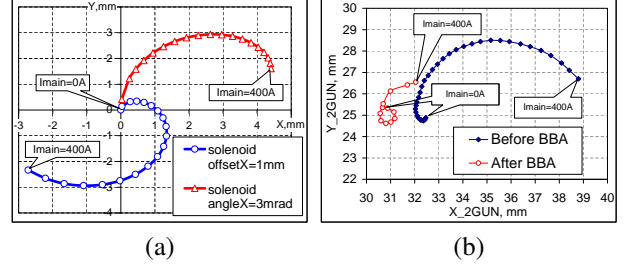 Y,mm
4
3
2
1
0
-1
-2
-3
-4
-3 -2 -1 0 1 2 3 4 5
X,mm
Imain=0A
Imain=400A
Imain=400A
solenoid
offsetX=1mm
solenoid
angleX=3mrad
(a)
Y_2GUN, mm
30
29
28
27
26
25
24
23
22
30 31 32 33 34 35 36 37 38 39 40
X_2GUN, mm
Imain=400A
Imain=0A
Imain=400A
Before BBA
After BBA
(b)